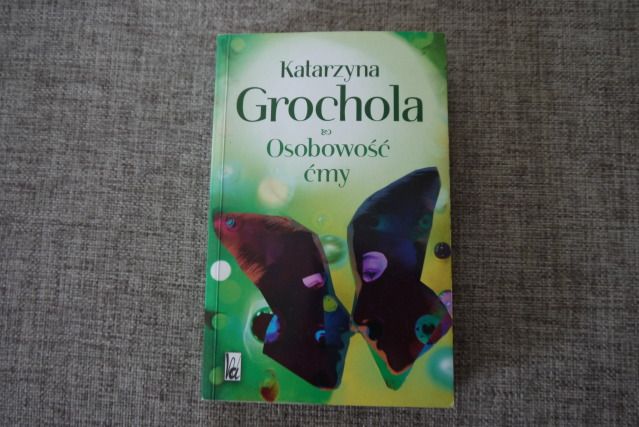 Katarzyna
Grochola
Osobowość
ćmy